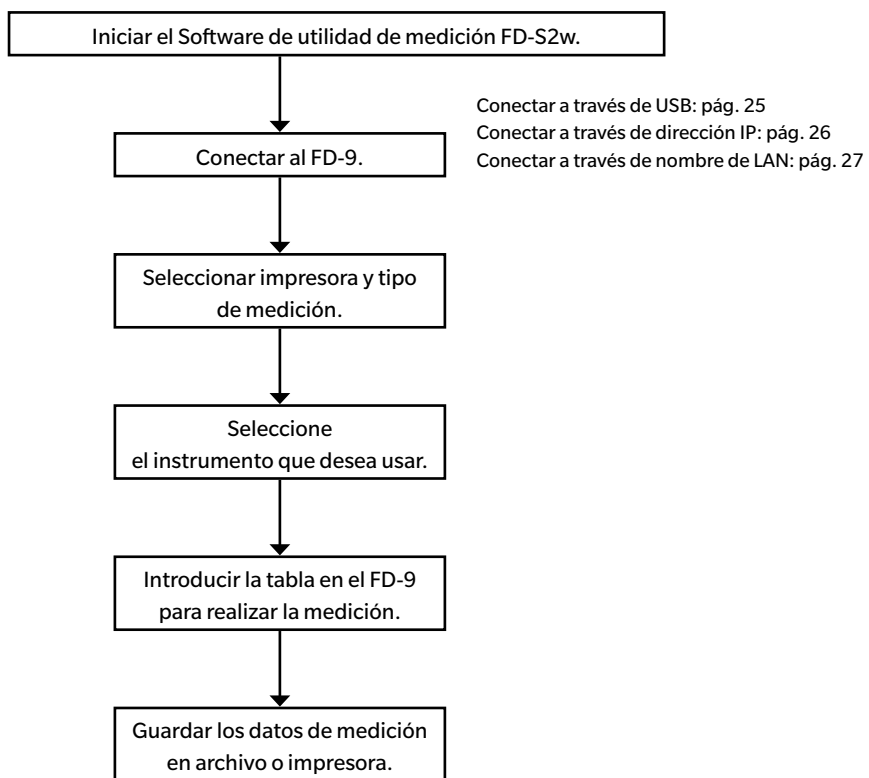 Iniciar el Software de utilidad de medición FD-S2w.
Conectar a través de USB: pág. 25
Conectar a través de dirección IP: pág. 26
Conectar al FD-9.
Conectar a través de nombre de LAN: pág. 27
Seleccionar impresora y tipo
de medición.
Seleccione
el instrumento que desea usar.
Introducir la tabla en el FD-9
para realizar la medición.
Guardar los datos de medición
en archivo o impresora.